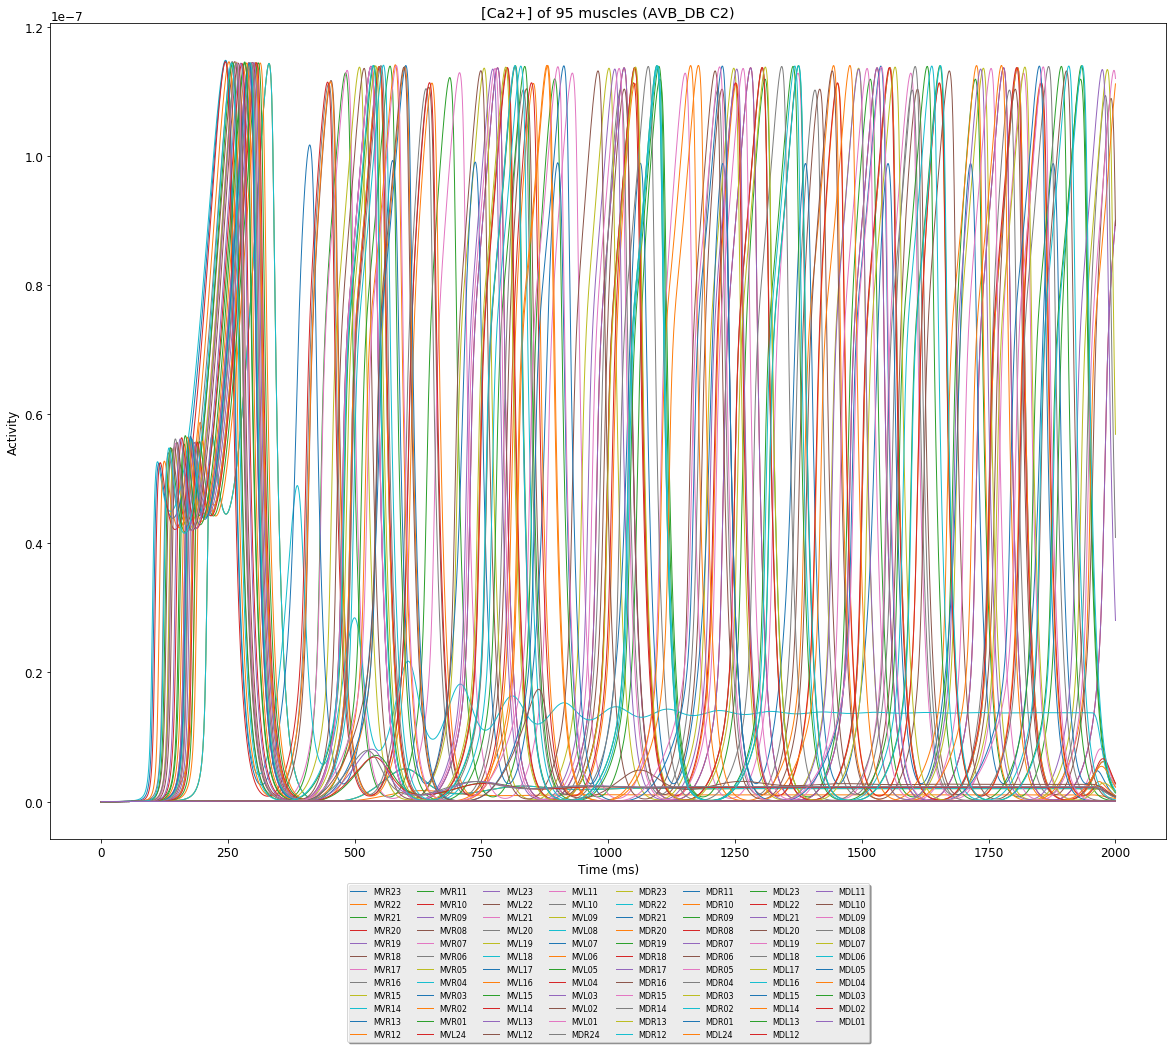 [Ca2+] of 95 muscles (AVB_DB C2)
1e−7
1.2
1.0
0.8
0.6
0.4
0.2
0.0
Activity
0 250 500 750 1000 1250 1500 1750 2000
Time (ms)
MVR23 MVR11 MVL23 MVL11 MDR23 MDR11 MDL23 MDL11
MVR22 MVR10 MVL22 MVL10 MDR22 MDR10 MDL22 MDL10
MVR21 MVR09 MVL21 MVL09 MDR21 MDR09 MDL21 MDL09
MVR20 MVR08 MVL20 MVL08 MDR20 MDR08 MDL20 MDL08
MVR19 MVR07 MVL19 MVL07 MDR19 MDR07 MDL19 MDL07
MVR18 MVR06 MVL18 MVL06 MDR18 MDR06 MDL18 MDL06
MVR17 MVR05 MVL17 MVL05 MDR17 MDR05 MDL17 MDL05
MVR16 MVR04 MVL16 MVL04 MDR16 MDR04 MDL16 MDL04
MVR15 MVR03 MVL15 MVL03 MDR15 MDR03 MDL15 MDL03
MVR14 MVR02 MVL14 MVL02 MDR14 MDR02 MDL14 MDL02
MVR13 MVR01 MVL13 MVL01 MDR13 MDR01 MDL13 MDL01
MVR12 MVL24 MVL12 MDR24 MDR12 MDL24 MDL12